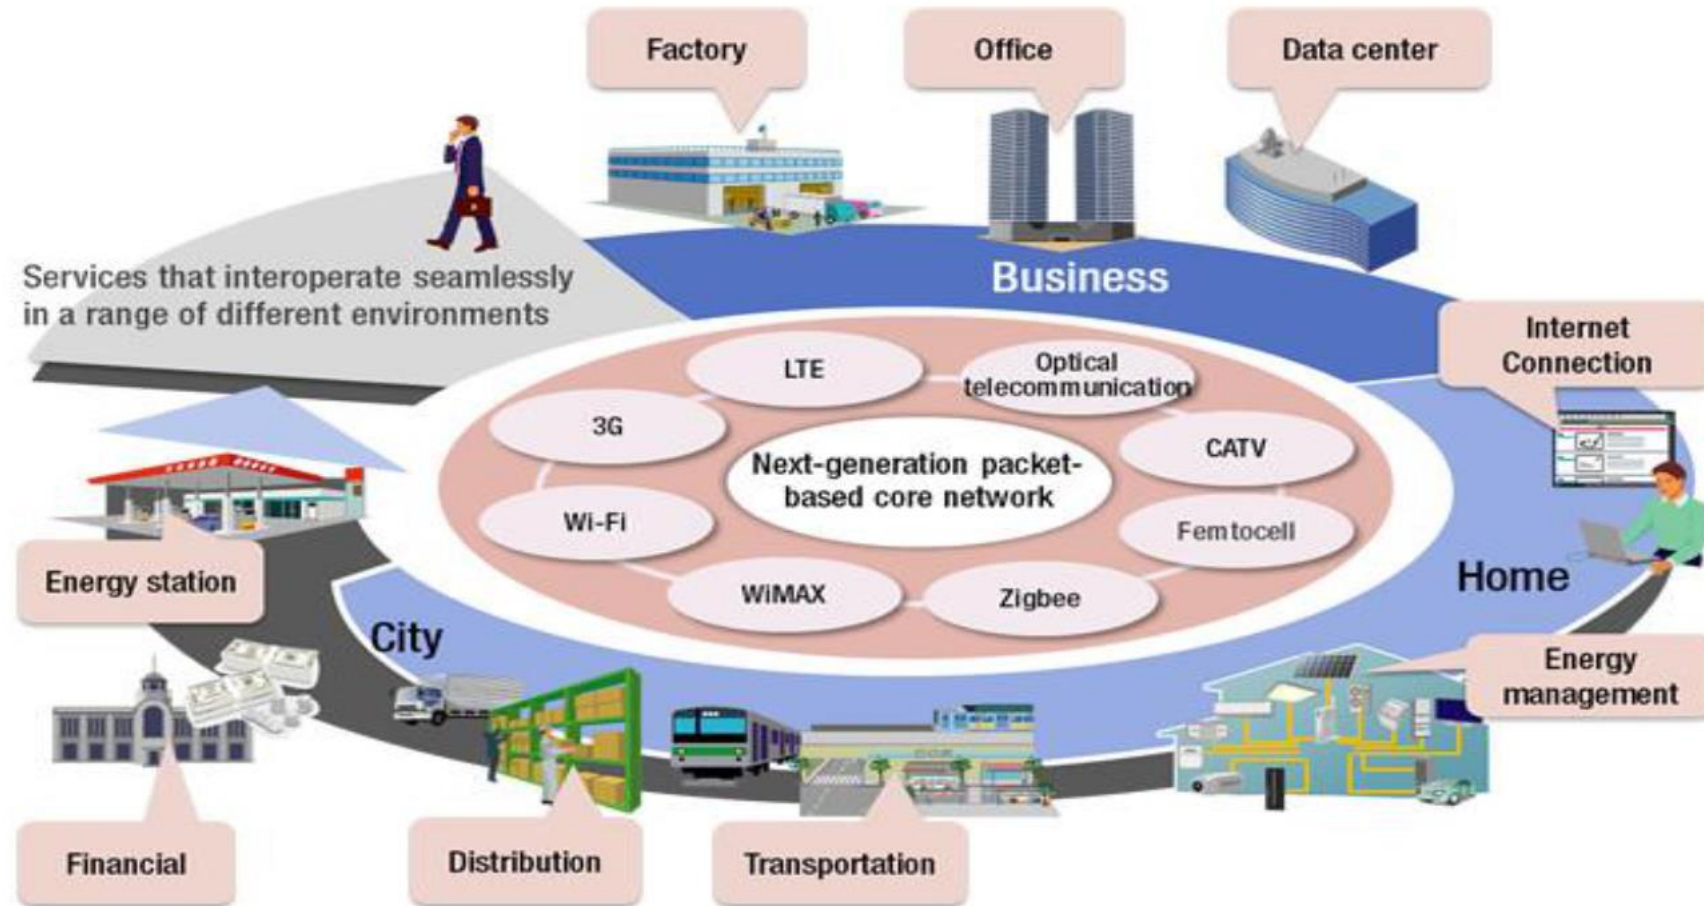 Factory
Office
Data center
Services that interoperate seamlessly
in a range of different environments
Business
Internet
Connection
LTE
Optical
telecommunication
3G
CATV
Next-generation packet-
based core network
Wi-Fi
Femtocell
Energy station
WiMAX
Zigbee
Home
City
Energy
management
Financial
Distribution
Transportation